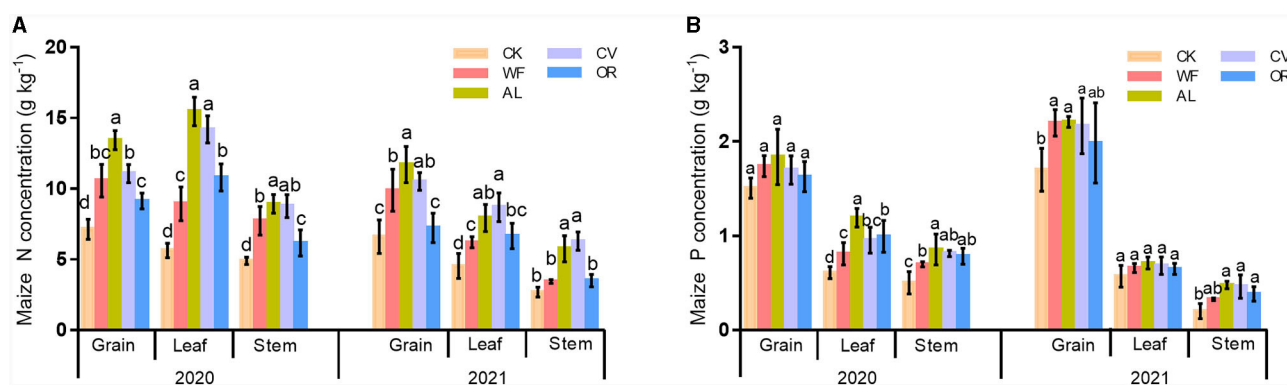 A
Maize N concentration (g kg-1)
20
15
10
5
0
CK
WF
AL
CV
OR
d bc a c c
d c a a b
d b a ab c
c b a ab c
d c ab a bc
b b a a b
Grain Leaf Stem Grain Leaf Stem
2020 2021
B
Maize P concentration (g kg-1)
3
2
1
0
CK
WF
AL
CV
OR
a a a a a
d c a bc b
c b a ab ab
b a a a ab
a a a a a
b ab a a a
Grain Leaf Stem Grain Leaf Stem
2020 2021